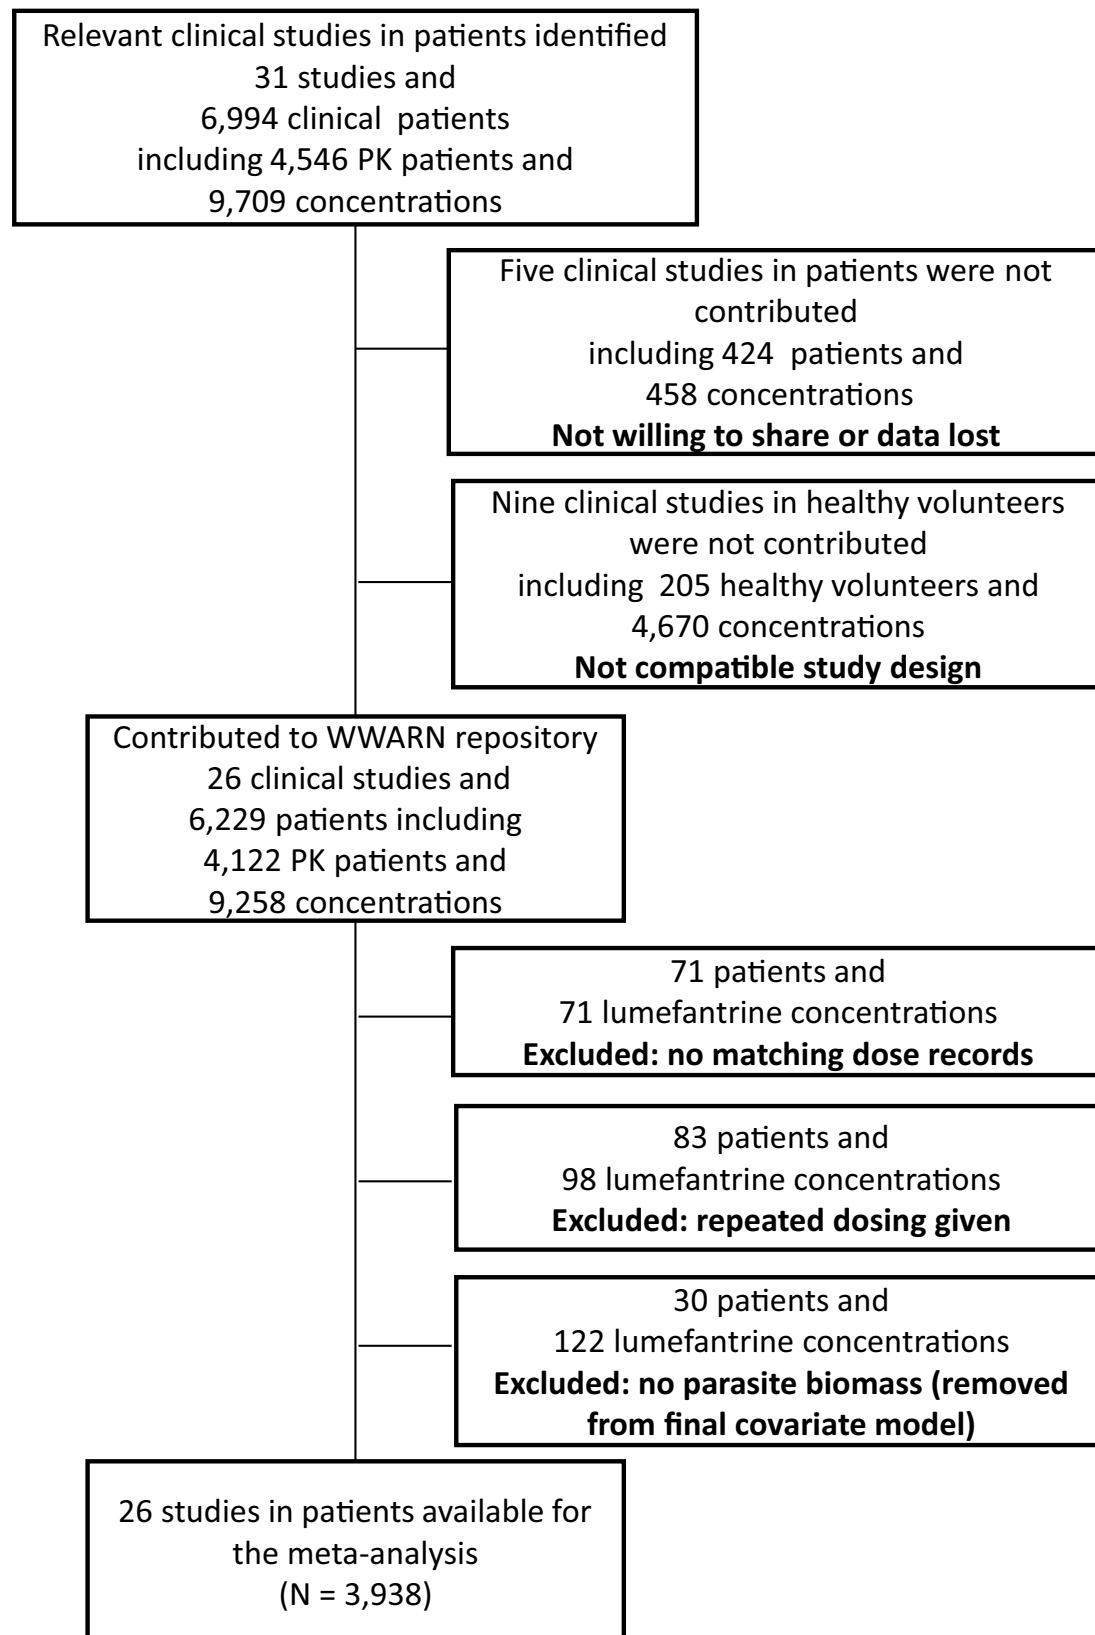 Relevant clinical studies in patients identified
31 studies and
6,994 clinical patients
including 4,546 PK patients and
9,709 concentrations
Five clinical studies in patients were not
contributed
including 424 patients and
458 concentrations
Not willing to share or data lost
Nine clinical studies in healthy volunteers
were not contributed
including 205 healthy volunteers and
4,670 concentrations
Not compatible study design
Contributed to WWARN repository
26 clinical studies and
6,229 patients including
4,122 PK patients and
9,258 concentrations
71 patients and
71 lumefantrine concentrations
Excluded: no matching dose records
83 patients and
98 lumefantrine concentrations
Excluded: repeated dosing given
30 patients and
122 lumefantrine concentrations
Excluded: no parasite biomass (removed
from final covariate model)
26 studies in patients available for
the meta-analysis
(N = 3,938)